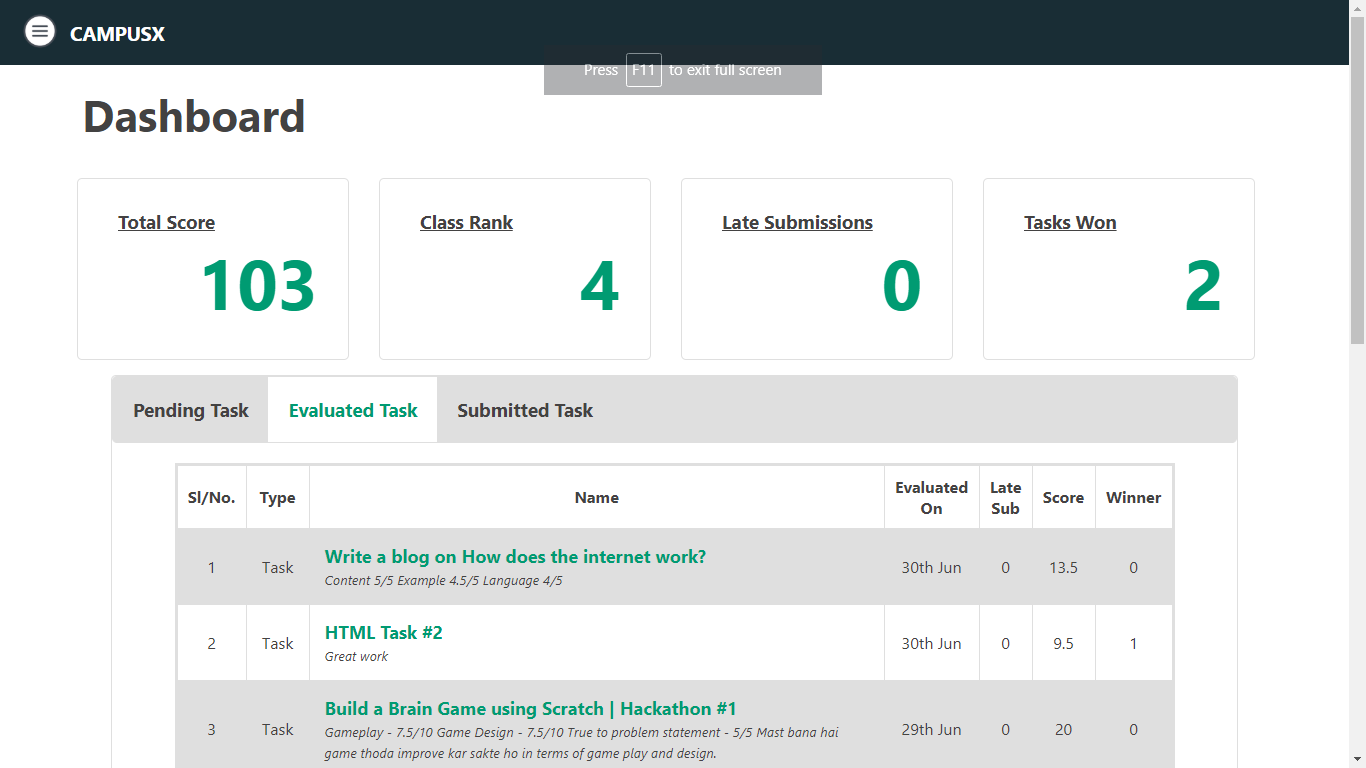 CAMPUSX
Press F11 to exit full screen
Dashboard
Total Score
103
Class Rank
4
Late Submissions
0
Tasks Won
2
Pending Task Evaluated Task Submitted Task
Sl/No. Type Name Evaluated On Late Sub Score Winner
1 Task Write a blog on How does the internet work? 30th Jun 0 13.5 0
Content 5/5 Example 4.5/5 Language 4/5
2 Task HTML Task #2 30th Jun 0 9.5 1
Great work
3 Task Build a Brain Game using Scratch | Hackathon #1 29th Jun 0 20 0
Gameplay - 7.5/10 Game Design - 7.5/10 True to problem statement - 5/5 Mast bana hai
game thoda improve kar sakte ho in terms of game play and design.